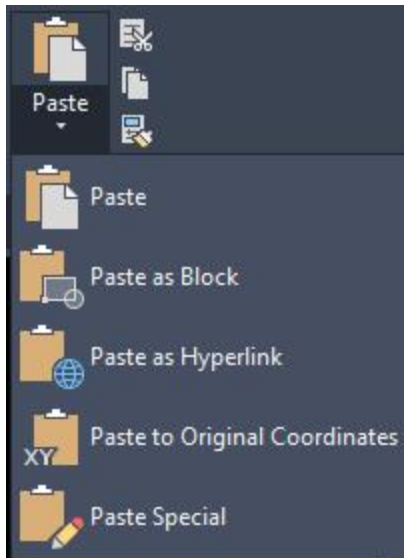 Paste
Paste
Paste as Block
Paste as Hyperlink
XY
Paste to Original Coordinates
Paste Special